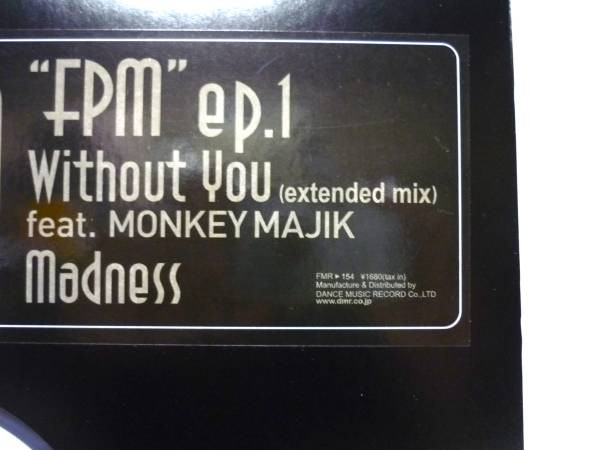 “FPM” ep.1
Without You (extended mix)
feat. MONKEY MAJIK
Madness
FMR▶154 ¥1680(tax in)
Manufacture & Distributed by
DANCE MUSIC RECORD Co.,LTD
www.dmr.co.jp